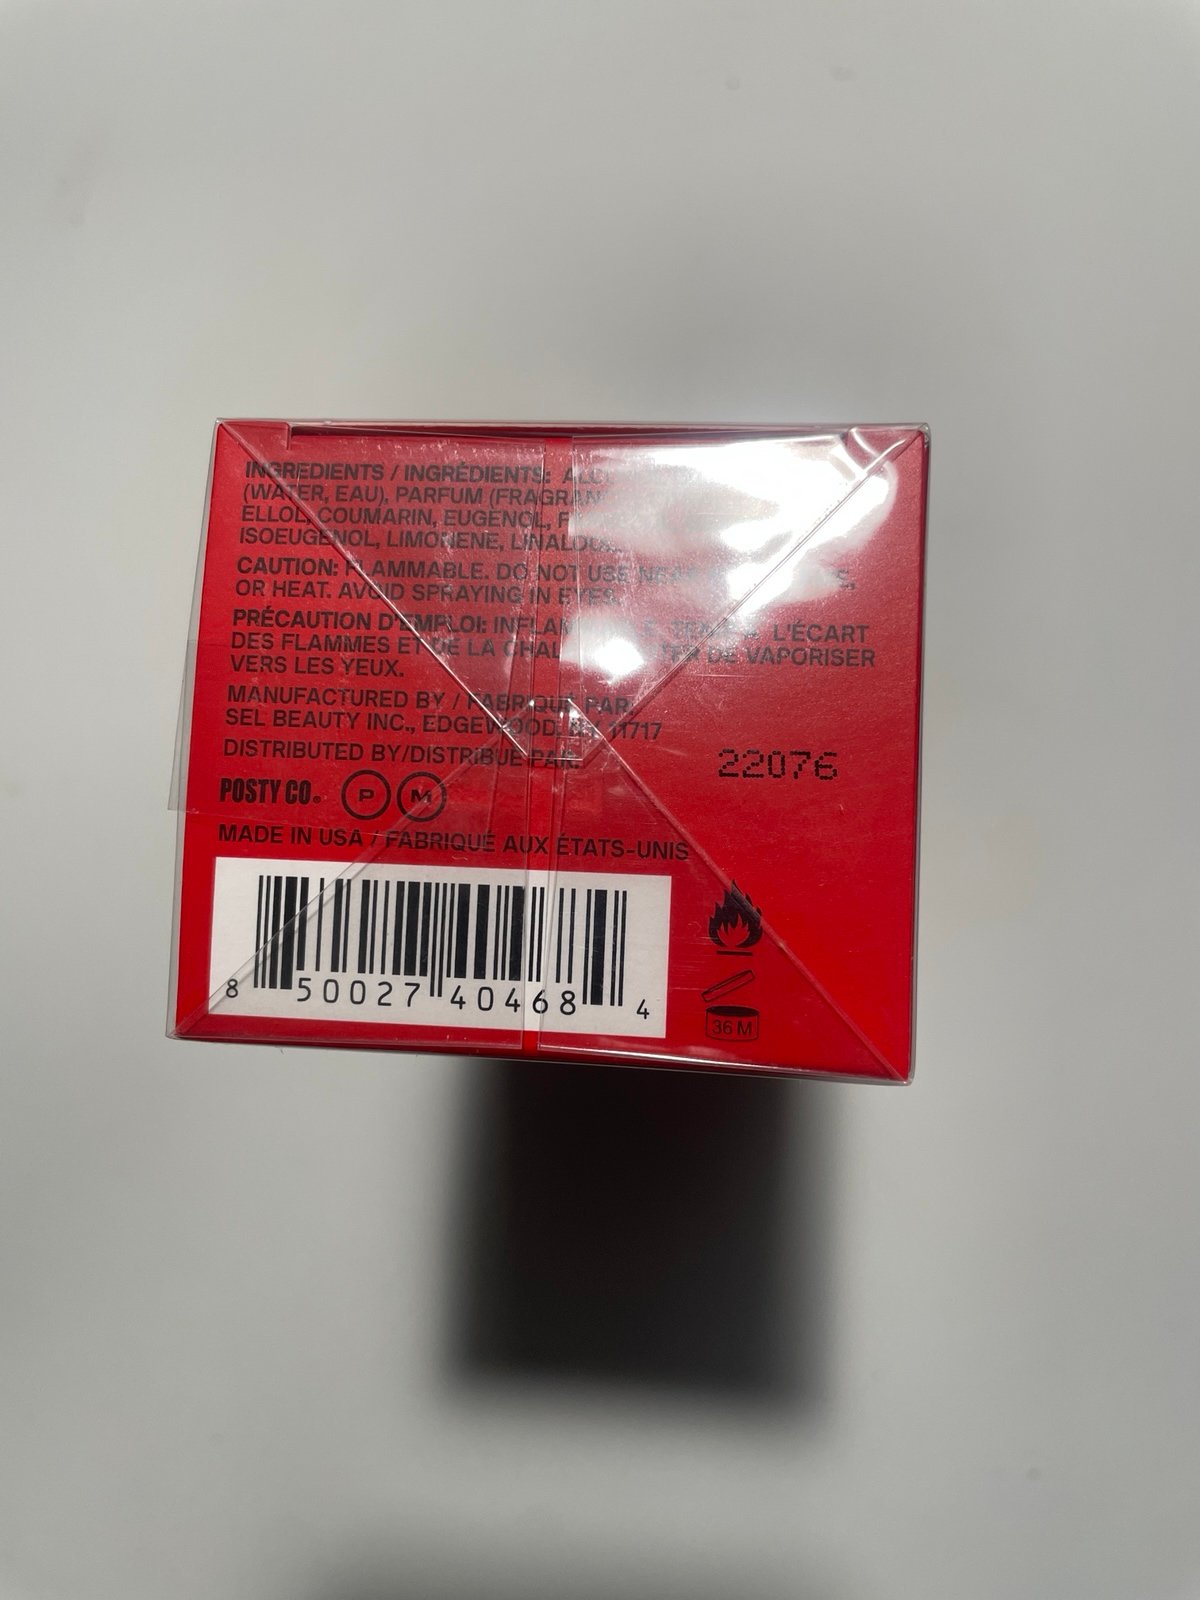 INGREDIENTS / INGRÉDIENTS:
(WATER, EAU), PARFUM
ELLOL, COUMARIN, EUGENOL,
ISOEUGENOL, LIMONENE,
CAUTION: FLAMMABLE. DO NOT USE
OR HEAT. AVOID SPRAYING IN EYES.
PRÉCAUTION D'EMPLOI: L'ÉCART
DES FLAMMES ET DE LA DE VAPORISER
VERS LES YEUX.
MANUFACTURED BY / FABRIQUÉ PAR:
SEL BEAUTY INC., EDGEWOOD, NY, 11717
DISTRIBUTED BY/DISTRIBUÉ PAR:
22076
POSTY CO® P M
MADE IN USA / FABRIQUÉ AUX ÉTATS-UNIS
8 50027 40468 4
36 M